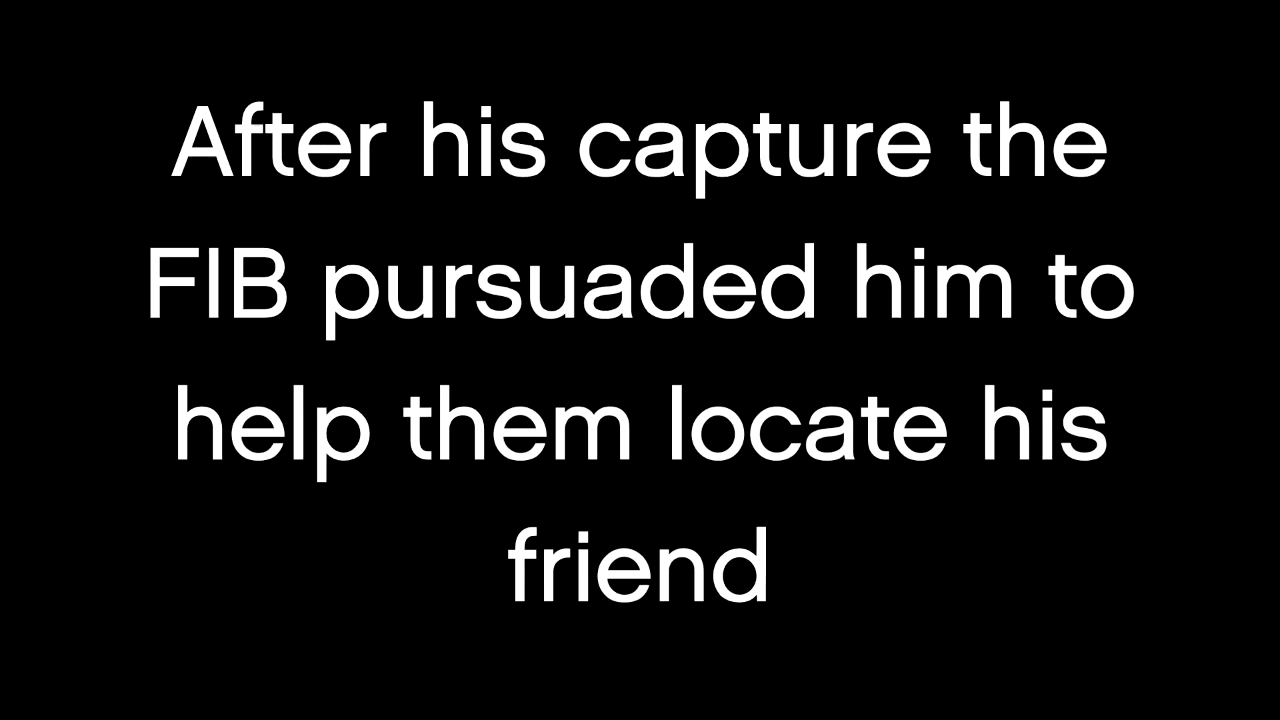 After his capture the
FIB pursuaded him to
help them locate his
friend